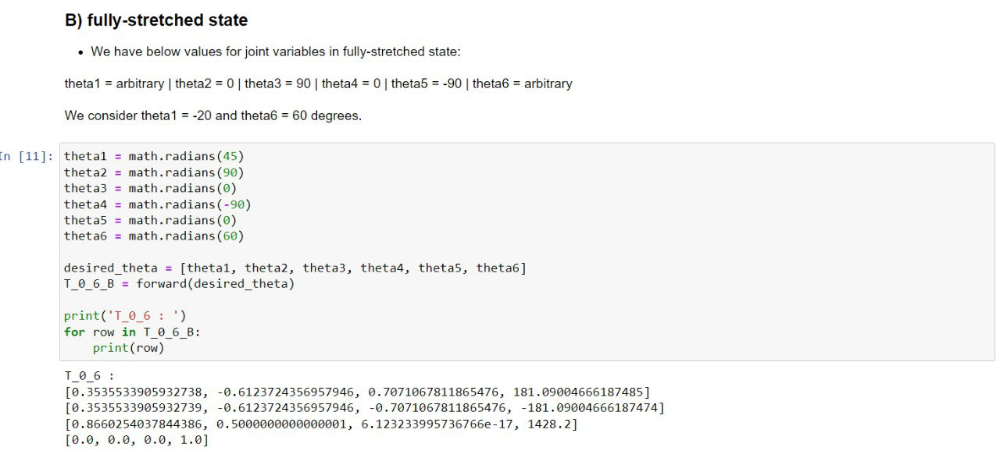 B) fully-stretched state
• We have below values for joint variables in fully-stretched state:
theta1 = arbitrary | theta2 = 0 | theta3 = 90 | theta4 = 0 | theta5 = -90 | theta6 = arbitrary
We consider theta1 = -20 and theta6 = 60 degrees.
In [11]: theta1 = math.radians(45)
theta2 = math.radians(90)
theta3 = math.radians(0)
theta4 = math.radians(-90)
theta5 = math.radians(0)
theta6 = math.radians(60)
desired_theta = [theta1, theta2, theta3, theta4, theta5, theta6]
T_0_6_B = forward(desired_theta)
print('T_0_6 : ')
for row in T_0_6_B:
    print(row)
T_0_6 :
[0.3535533905932738, -0.6123724356957946, 0.7071067811865476, 181.09004666187485]
[0.3535533905932739, -0.6123724356957946, -0.7071067811865476, -181.09004666187474]
[0.8660254037844386, 0.5000000000000001, 6.123233995736766e-17, 1428.2]
[0.0, 0.0, 0.0, 1.0]